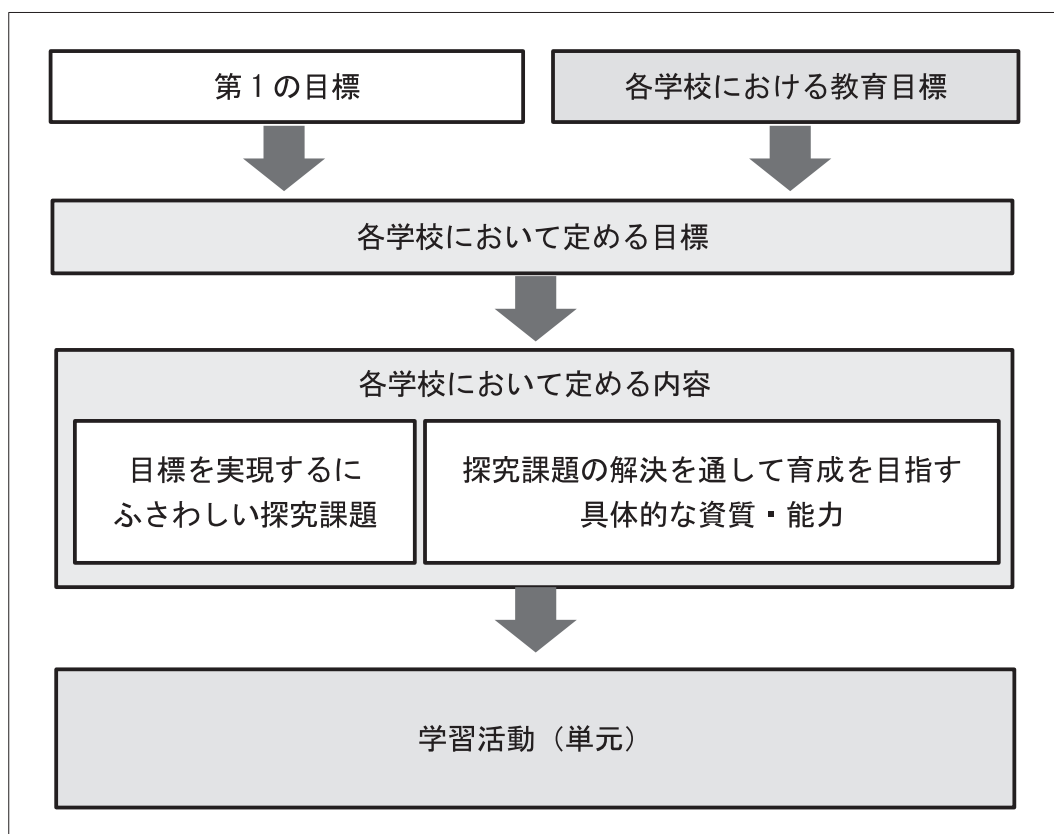 第1の目標
各学校における教育目標
各学校において定める目標
各学校において定める内容
目標を実現するに
ふさわしい探究課題
探究課題の解決を通して育成を目指す
具体的な資質・能力
学習活動（単元）